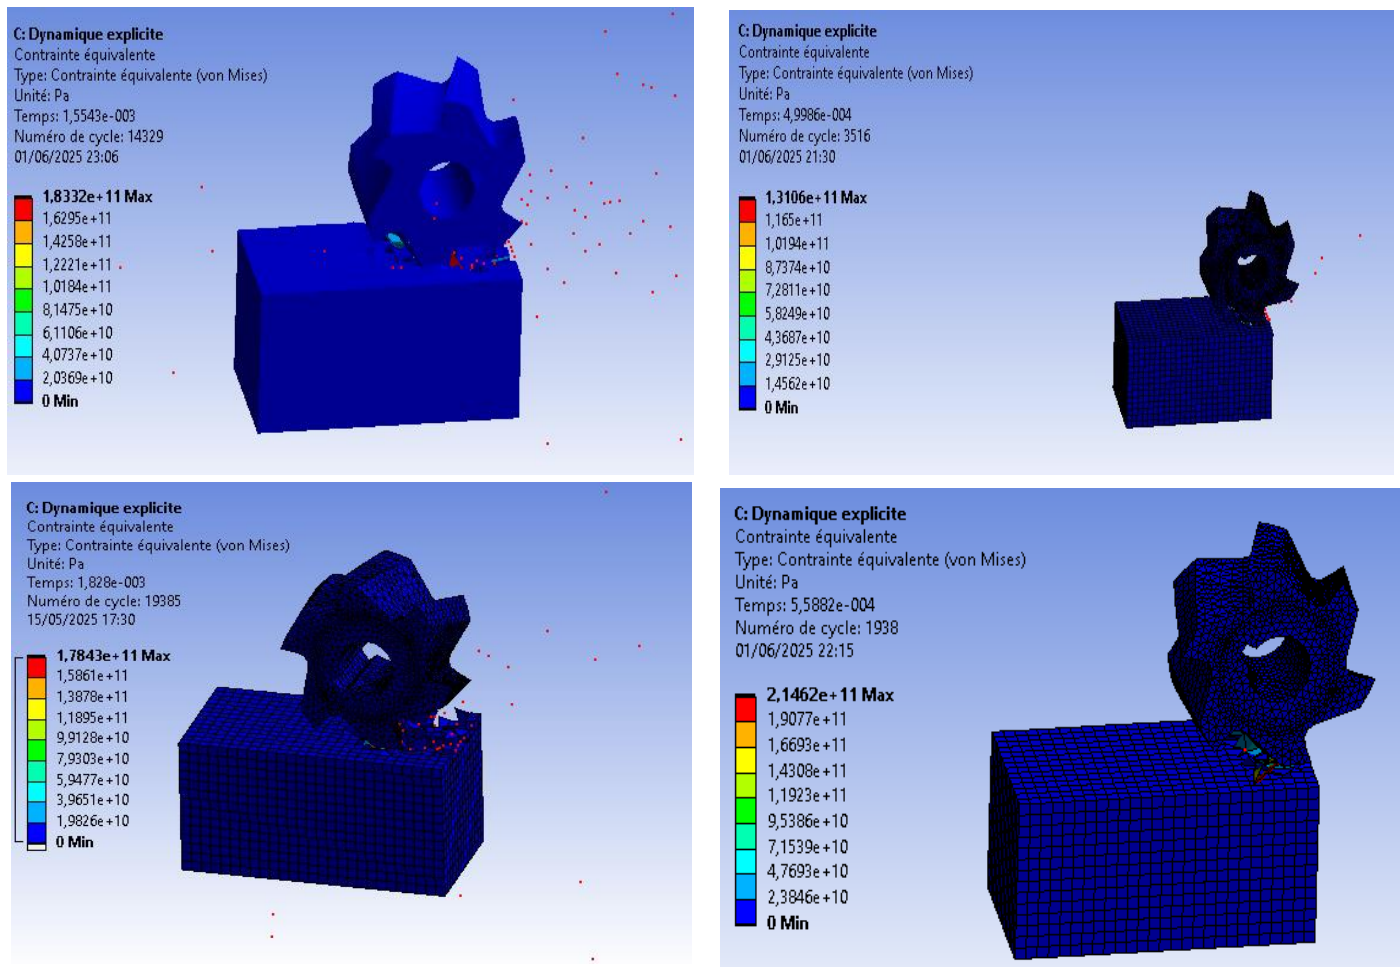 C: Dynamique explicite
Contrainte équivalente
Type: Contrainte équivalente (von Mises)
Unité: Pa
Temps: 1,5543e-003
Numéro de cycle: 14329
01/06/2025 23:06
1,8332e+11 Max
1,6295e+11
1,4258e+11
1,2221e+11
1,0184e+11
8,1475e+10
6,1106e+10
4,0737e+10
2,0369e+10
0 Min
C: Dynamique explicite
Contrainte équivalente
Type: Contrainte équivalente (von Mises)
Unité: Pa
Temps: 4,9986e-004
Numéro de cycle: 3516
01/06/2025 21:30
1,3106e+11 Max
1,165e+11
1,0194e+11
8,7374e+10
7,2811e+10
5,8249e+10
4,3687e+10
2,9125e+10
1,4562e+10
0 Min
C: Dynamique explicite
Contrainte équivalente
Type: Contrainte équivalente (von Mises)
Unité: Pa
Temps: 1,828e-003
Numéro de cycle: 19385
15/05/2025 17:30
1,7843e+11 Max
1,5861e+11
1,3878e+11
1,1895e+11
9,9128e+10
7,9303e+10
5,9477e+10
3,9651e+10
1,9826e+10
0 Min
C: Dynamique explicite
Contrainte équivalente
Type: Contrainte équivalente (von Mises)
Unité: Pa
Temps: 5,5882e-004
Numéro de cycle: 1938
01/06/2025 22:15
2,1462e+11 Max
1,9077e+11
1,6693e+11
1,4308e+11
1,1923e+11
9,5386e+10
7,1539e+10
4,7693e+10
2,3846e+10
0 Min